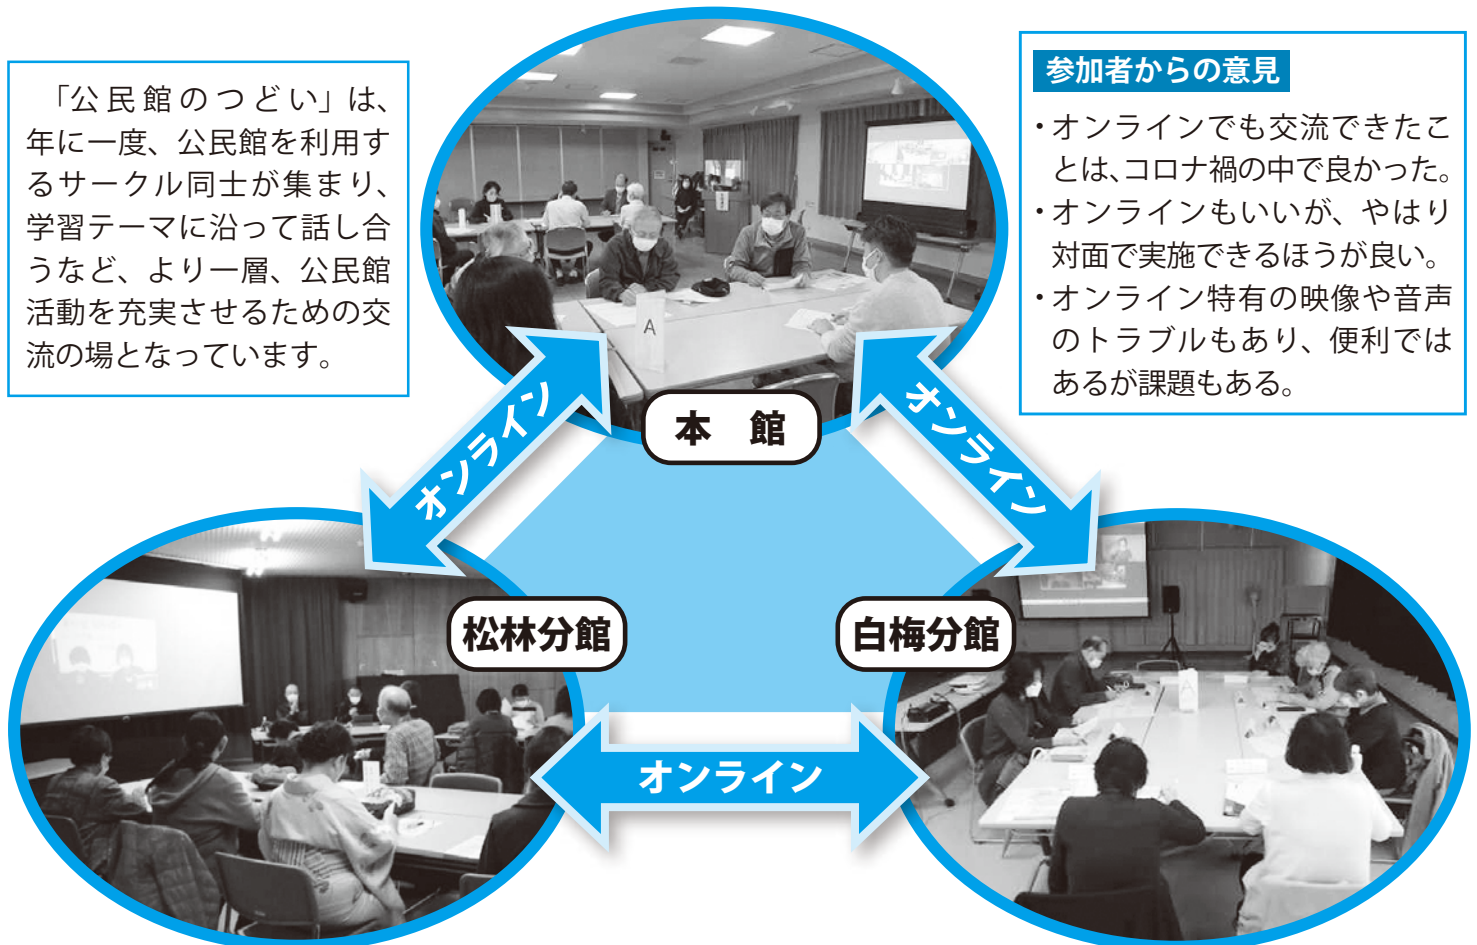 「公民館のつどい」は、
年に一度、公民館を利用す
るサークル同士が集まり、
学習テーマに沿って話し合
うなど、より一層、公民館
活動を充実させるための交
流の場となっています。
参加者からの意見
・オンラインでも交流できたこ
とは、コロナ禍の中で良かった。
・オンラインもいいが、やはり
対面で実施できるほうが良い。
・オンライン特有の映像や音声
のトラブルもあり、便利では
あるが課題もある。
A
本 館
オンライン
オンライン
松林分館
白梅分館
A
オンライン